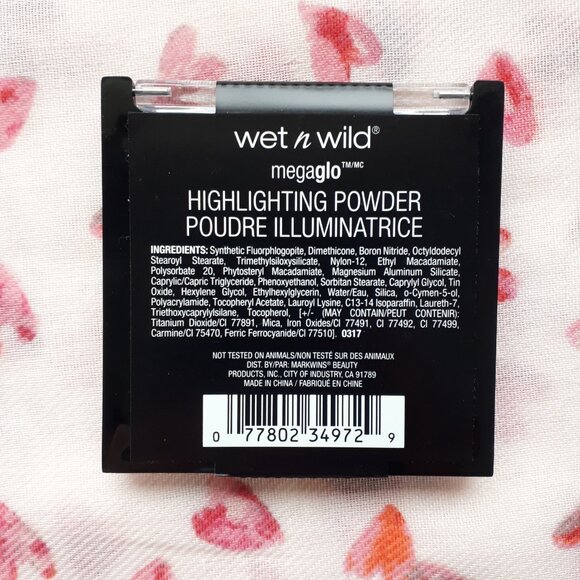 wet n wild®
megaglo™/MC
HIGHLIGHTING POWDER
POUDRE ILLUMINATRICE
INGREDIENTS: Synthetic Fluorphlogopite, Dimethicone, Boron Nitride, Octyldodecyl
Stearoyl Stearate, Trimethylsiloxysilicate, Nylon-12, Ethyl Macadamiate,
Polysorbate 20, Phytosteryl Macadamiate, Magnesium Aluminum Silicate,
Caprylic/Capric Triglyceride, Phenoxyethanol, Sorbitan Stearate, Caprylyl Glycol, Tin
Oxide, Hexylene Glycol, Ethylhexylglycerin, Water/Eau, Silica, o-Cymen-5-ol,
Polyacrylamide, Tocopheryl Acetate, Lauroyl Lysine, C13-14 Isoparaffin, Laureth-7,
Triethoxycaprylylsilane, Tocopherol, [+/- (MAY CONTAIN/PEUT CONTENIR):
Titanium Dioxide/CI 77891, Mica, Iron Oxides/CI 77491, CI 77492, CI 77499,
Carmine/CI 75470, Ferric Ferrocyanide/CI 77510]. 0317
NOT TESTED ON ANIMALS/NON TESTÉ SUR DES ANIMAUX
DIST. BY/PAR: MARKWINS® BEAUTY
PRODUCTS, INC., CITY OF INDUSTRY, CA 91789
MADE IN CHINA / FABRIQUÉ EN CHINE
0 77802 34972 9